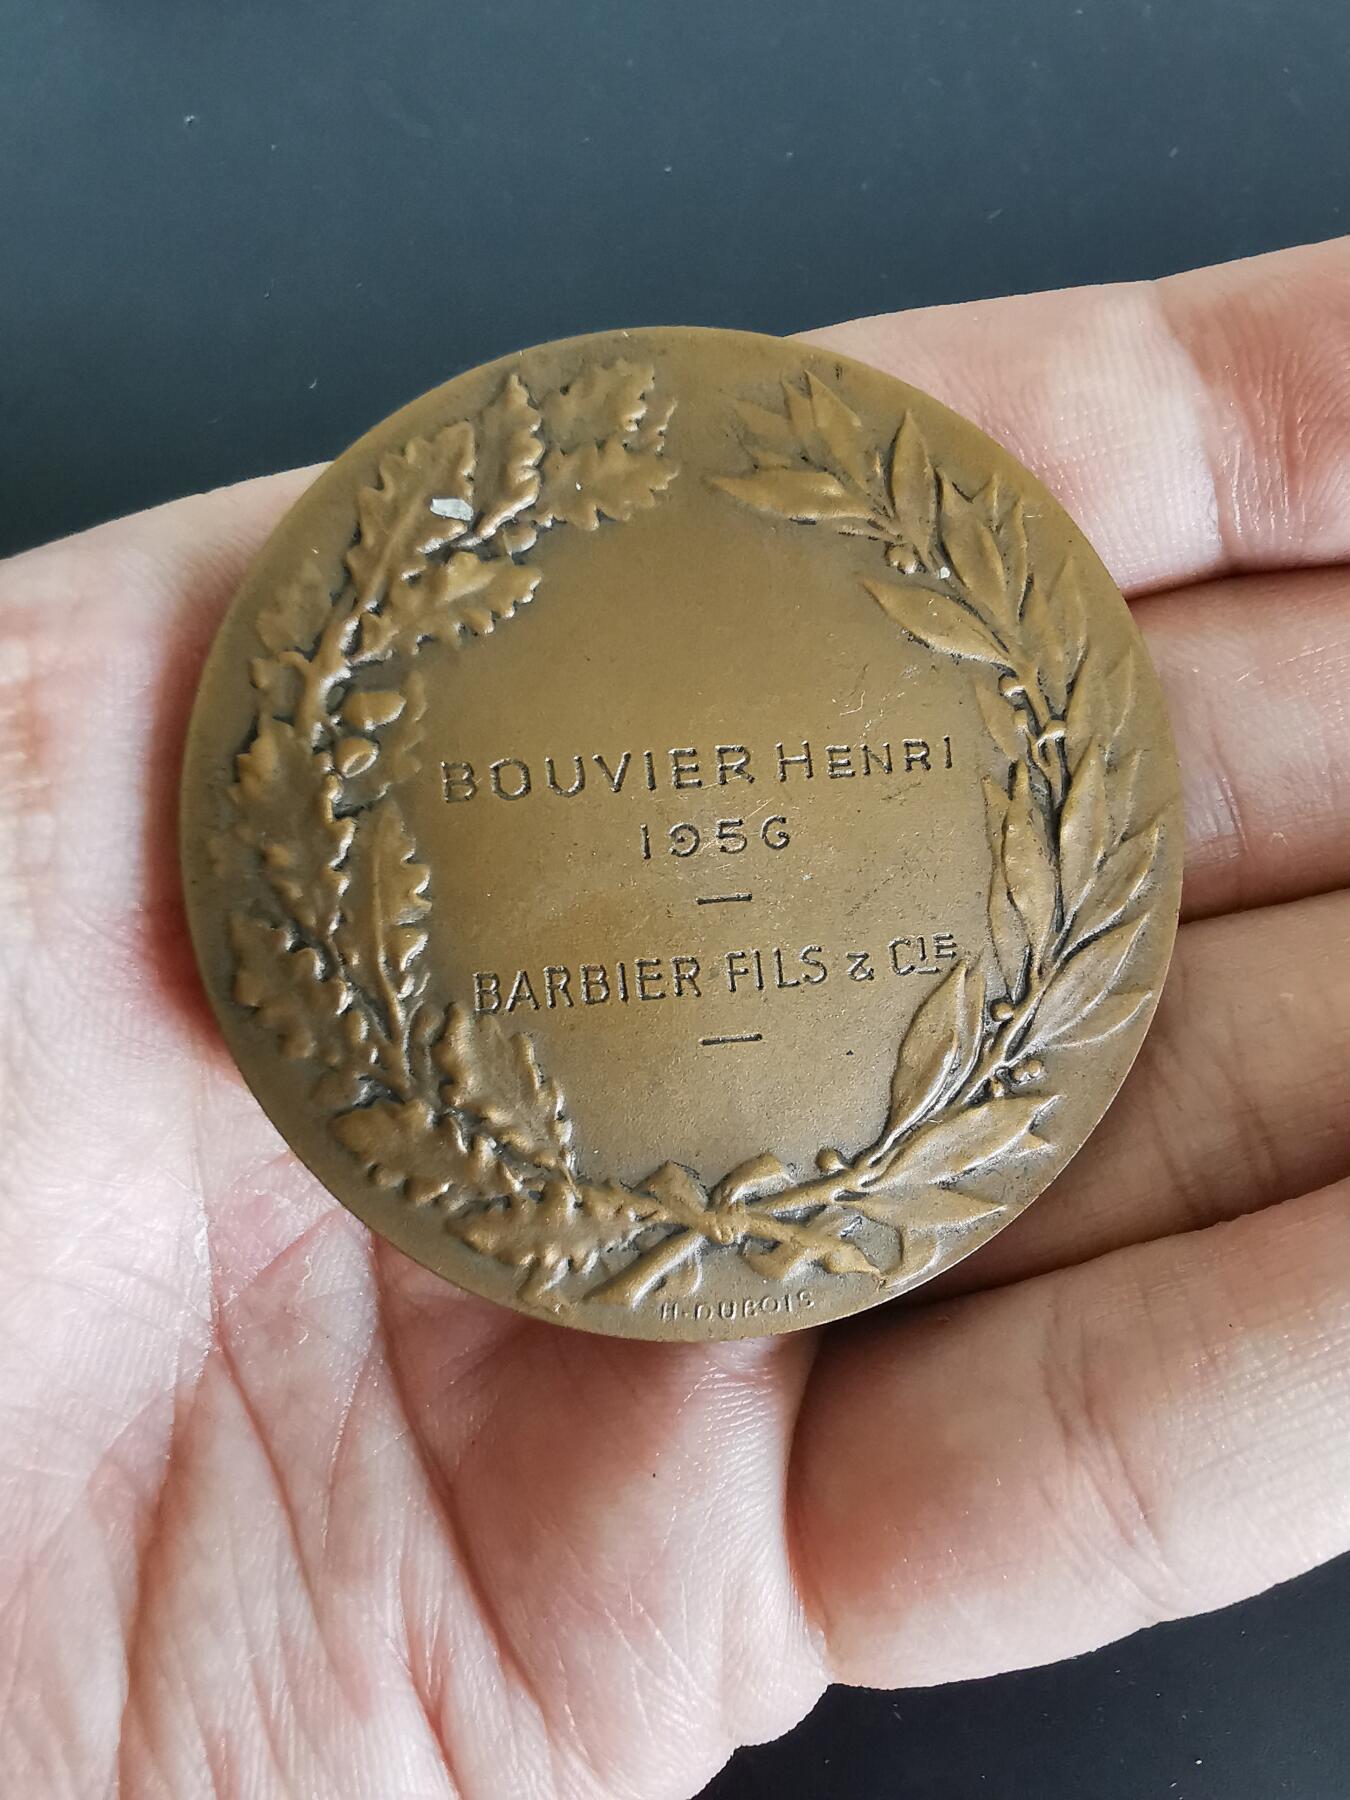 BOUVIER HENRI
1956
BARBIER FILS & CIE
H. DUBOIS